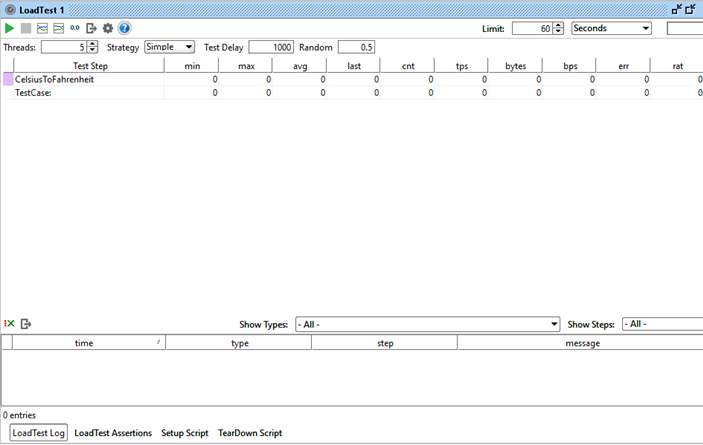 LoadTest 1
0.0 ? Limit: 60 Seconds
Threads: 5 Strategy Simple Test Delay 1000 Random 0.5
Test Step min max avg last cnt tps bytes bps err rat
CelsiusToFahrenheit 0 0 0 0 0 0 0 0 0 0
TestCase: 0 0 0 0 0 0 0 0 0 0
Show Types: - All - Show Steps: - All -
time type step message
0 entries
LoadTest Log LoadTest Assertions Setup Script TearDown Script